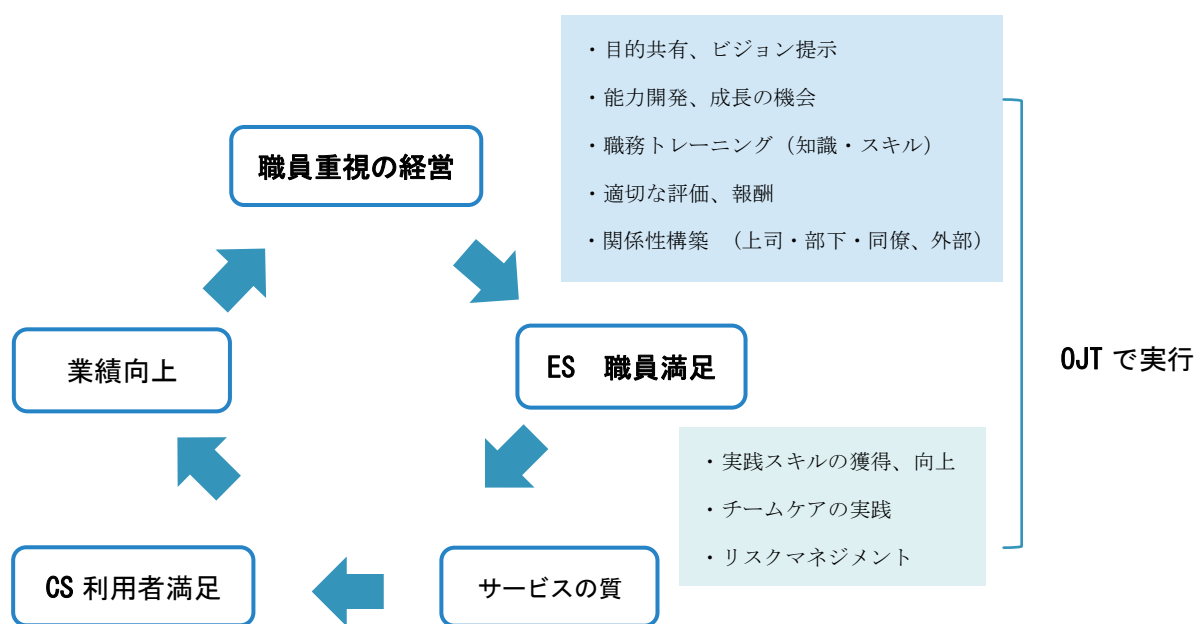 ・目的共有、ビジョン提示
・能力開発、成長の機会
・職務トレーニング（知識・スキル）
・適切な評価、報酬
・関係性構築　（上司・部下・同僚、外部）
職員重視の経営
ES　職員満足
業績向上
OJT で実行
・実践スキルの獲得、向上
・チームケアの実践
・リスクマネジメント
サービスの質
CS 利用者満足